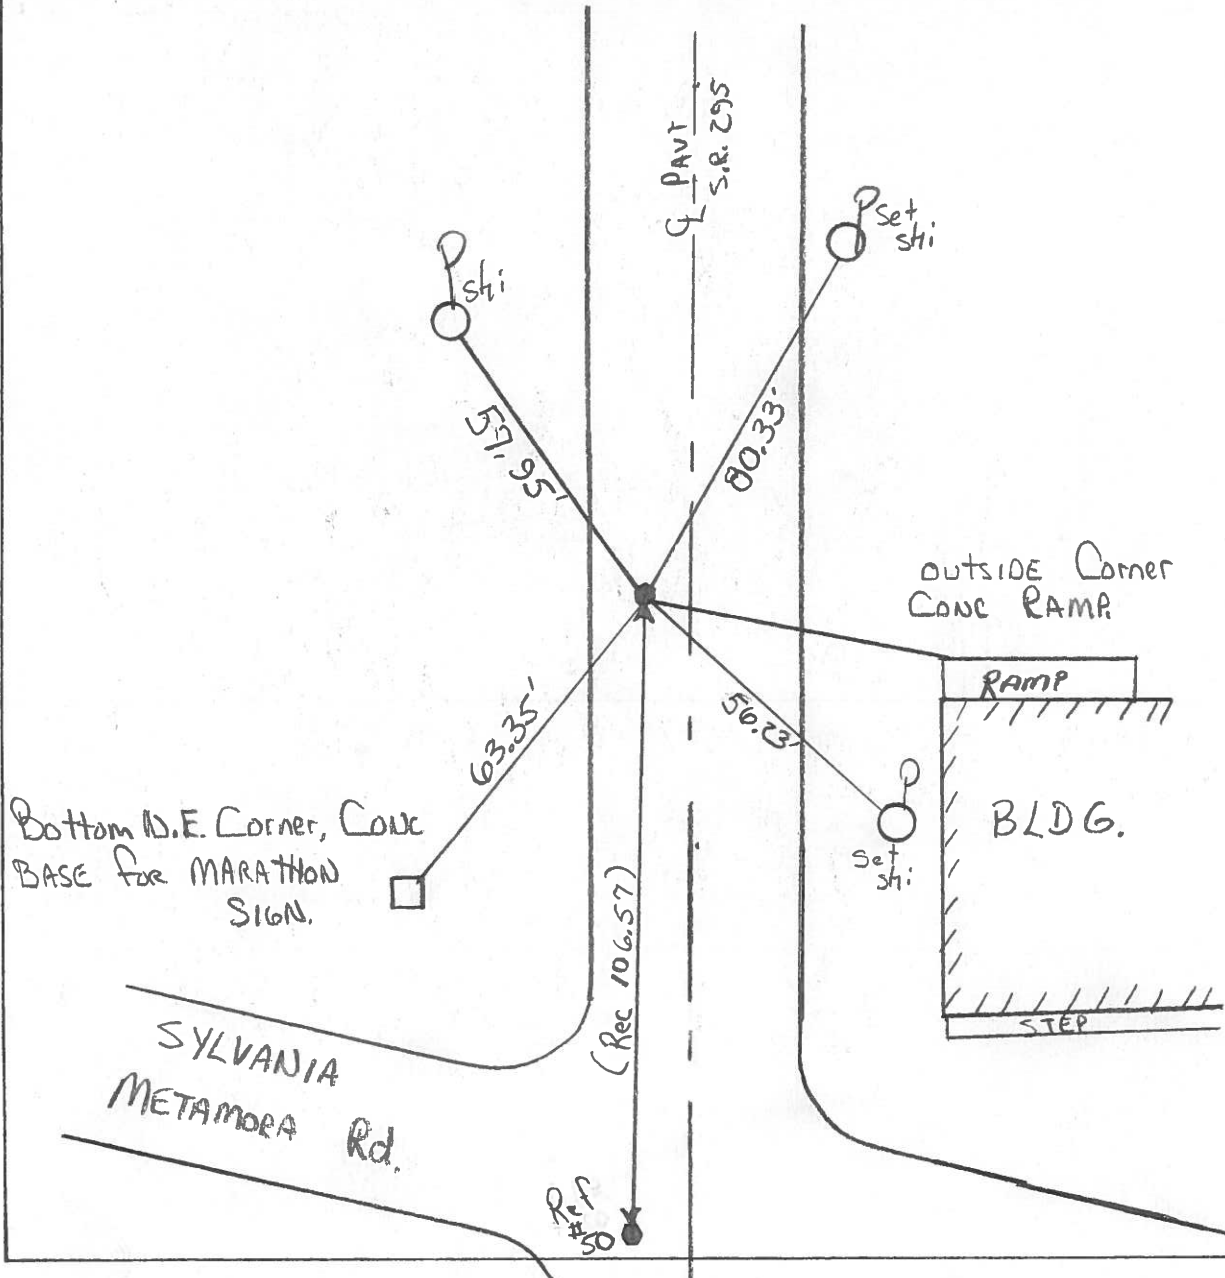 ℄ PAVT
S.R. 295
Set
shi
shi
57.95'
80.33'
OUTSIDE Corner
CONC RAMP.
RAMP
63.35'
56.23'
Bottom N.E. Corner, CONC
BASE for MARATHON
SIGN.
BLDG.
Set
shi
(Rec 106.57)
STEP
SYLVANIA
METAMORA Rd.
Ref
#50